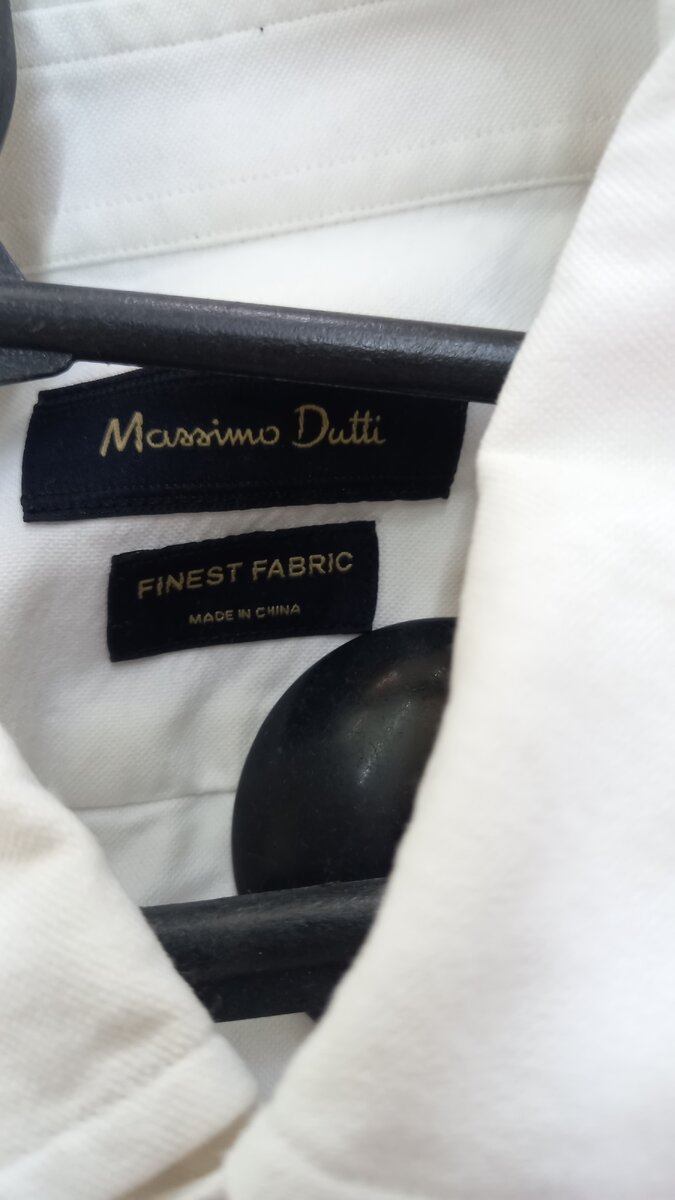 Massimo Dutti
FINEST FABRIC
MADE IN CHINA